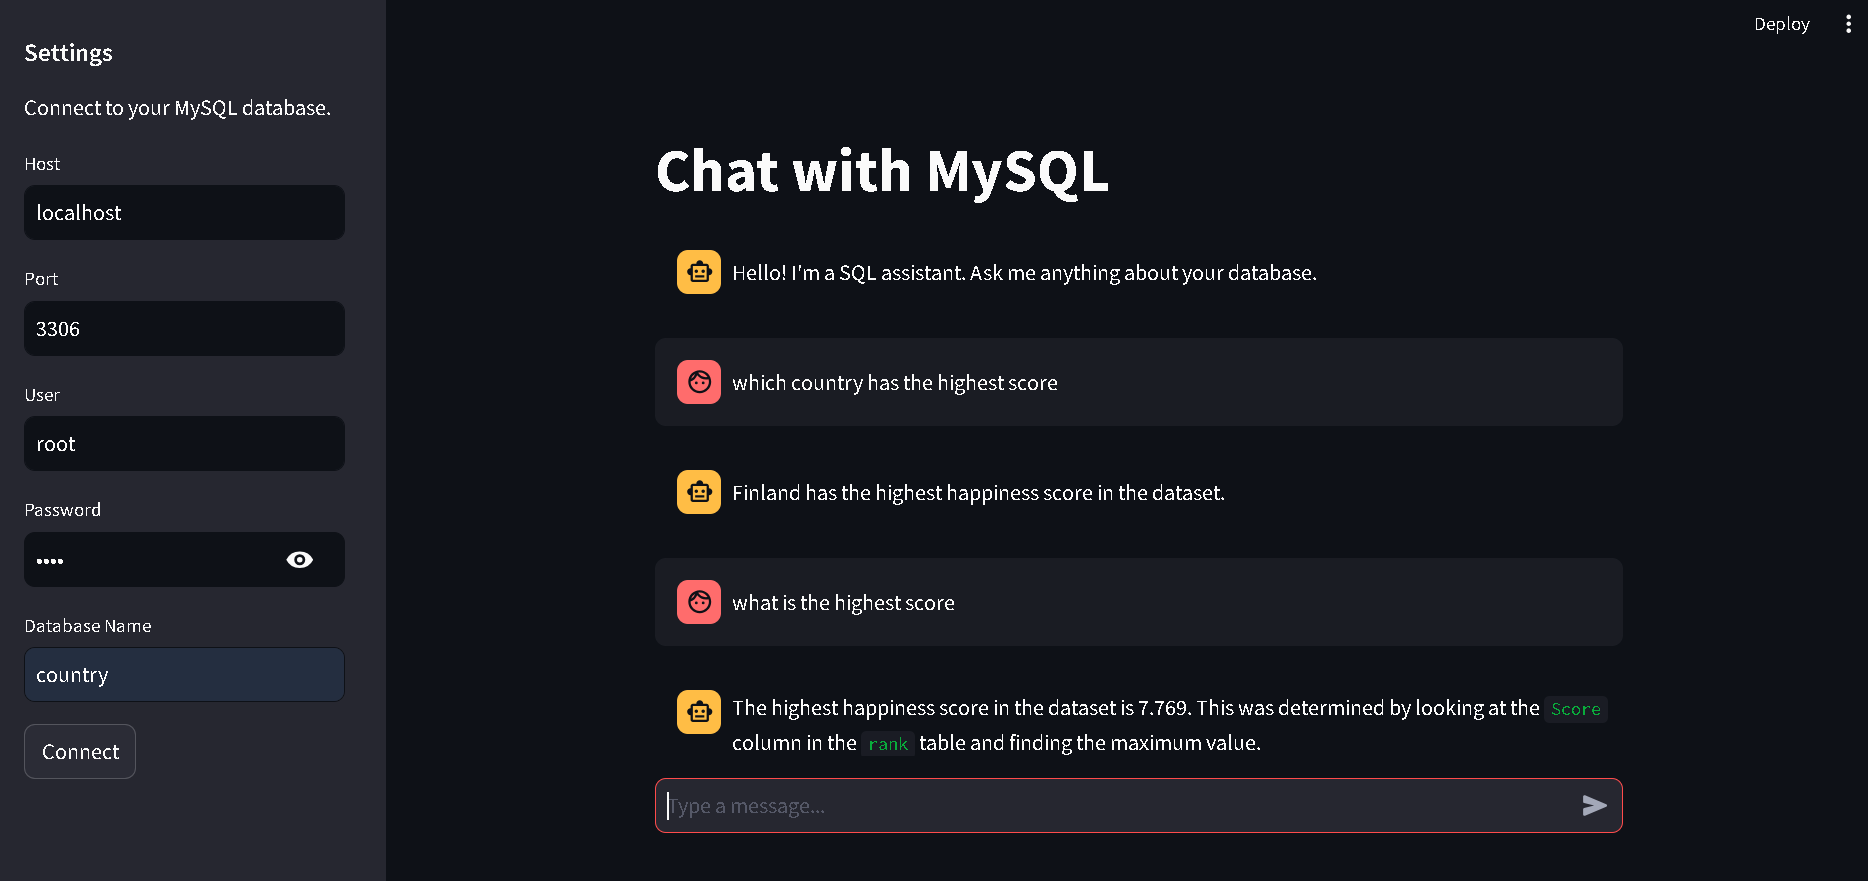 Deploy
Settings
Connect to your MySQL database.
Host
localhost
Port
3306
User
root
Password
••••
Database Name
country
Connect
Chat with MySQL
Hello! I'm a SQL assistant. Ask me anything about your database.
which country has the highest score
Finland has the highest happiness score in the dataset.
what is the highest score
The highest happiness score in the dataset is 7.769. This was determined by looking at the Score
column in the rank table and finding the maximum value.
Type a message...